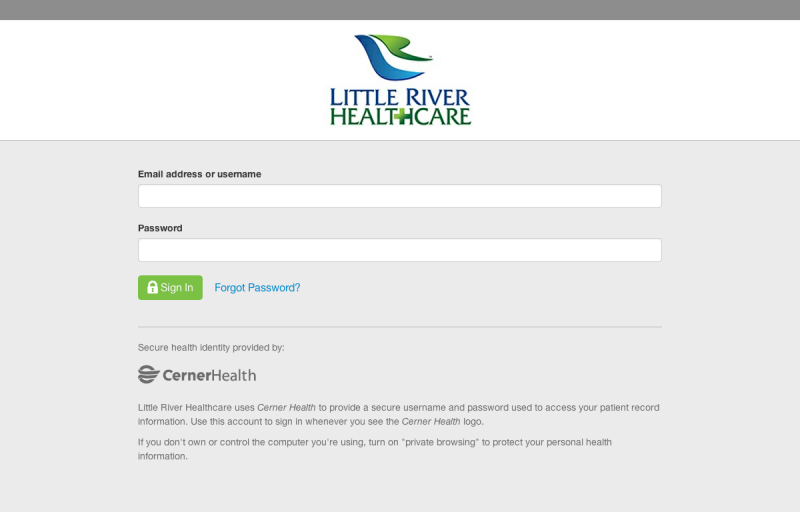 LITTLE RIVER
HEALTHCARE
Email address or username
Password
Sign In
Forgot Password?
Secure health identity provided by:
CernerHealth
Little River Healthcare uses Cerner Health to provide a secure username and password used to access your patient record
information. Use this account to sign in whenever you see the Cerner Health logo.
If you don't own or control the computer you're using, turn on "private browsing" to protect your personal health
information.